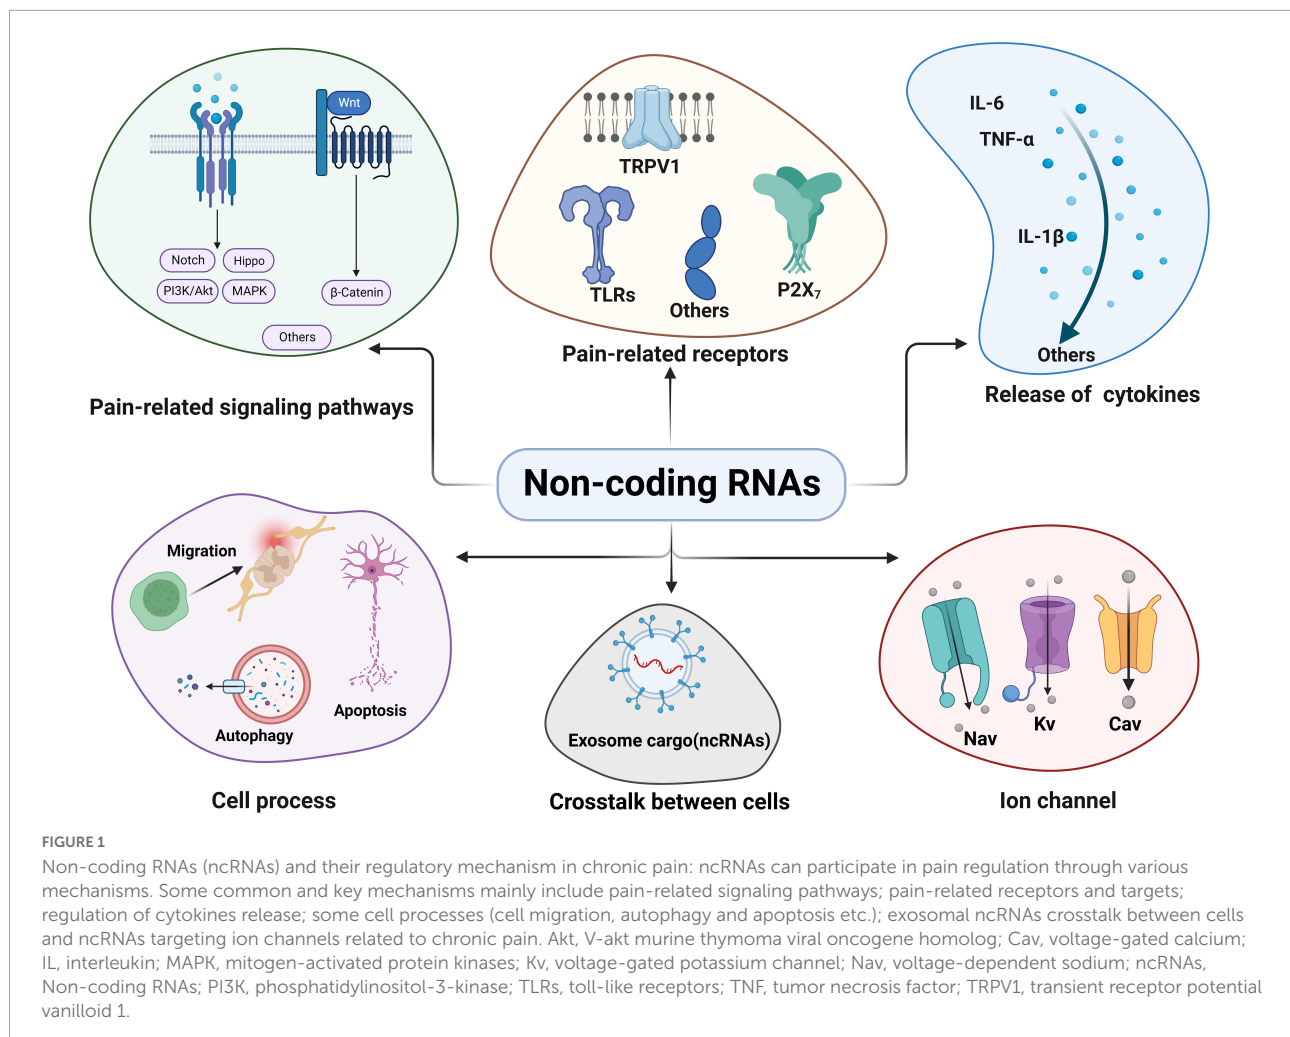 Wnt
Notch
Hippo
PI3K/Akt
MAPK
β-Catenin
Others
Pain-related signaling pathways
TRPV1
TLRs
Others
P2X₇
Pain-related receptors
IL-6
TNF-α
IL-1β
Others
Release of cytokines
Non-coding RNAs
Migration
Autophagy
Apoptosis
Cell process
Exosome cargo(ncRNAs)
Crosstalk between cells
Nav
Kv
Cav
Ion channel
FIGURE 1
Non-coding RNAs (ncRNAs) and their regulatory mechanism in chronic pain: ncRNAs can participate in pain regulation through various
mechanisms. Some common and key mechanisms mainly include pain-related signaling pathways; pain-related receptors and targets;
regulation of cytokines release; some cell processes (cell migration, autophagy and apoptosis etc.); exosomal ncRNAs crosstalk between cells
and ncRNAs targeting ion channels related to chronic pain. Akt, V-akt murine thymoma viral oncogene homolog; Cav, voltage-gated calcium;
IL, interleukin; MAPK, mitogen-activated protein kinases; Kv, voltage-gated potassium channel; Nav, voltage-dependent sodium; ncRNAs,
Non-coding RNAs; PI3K, phosphatidylinositol-3-kinase; TLRs, toll-like receptors; TNF, tumor necrosis factor; TRPV1, transient receptor potential
vanilloid 1.